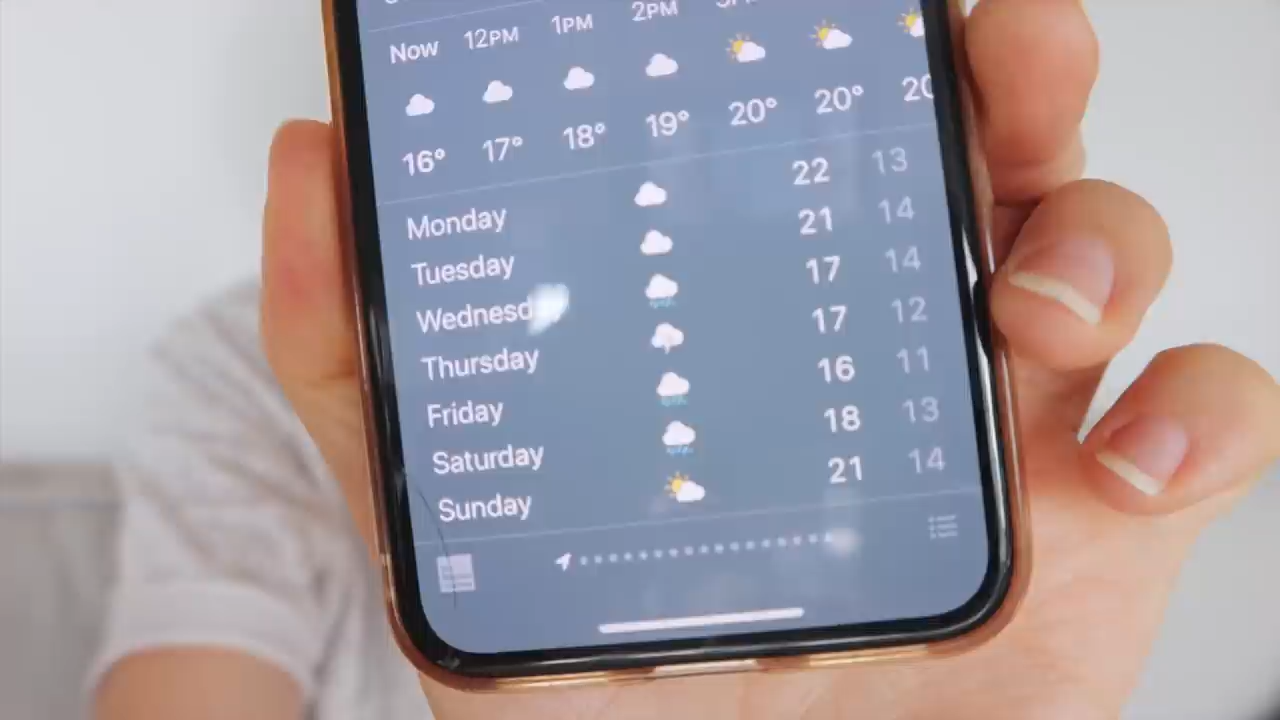 Now 12PM 1PM 2PM
16° 17° 18° 19° 20° 20° 20
Monday 22 13
Tuesday 21 14
Wednesd 17 14
Thursday 17 12
Friday 16 11
Saturday 18 13
Sunday 21 14